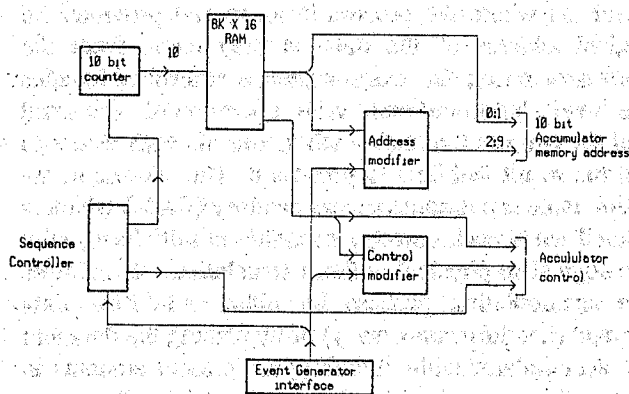 8K X 16
RAM
10 bit
counter
10
0:1
2:9
10 bit
Accumulator
memory address
Address
modifier
Sequence
Controller
Control
modifier
Acculator
control
Event Generator
interface